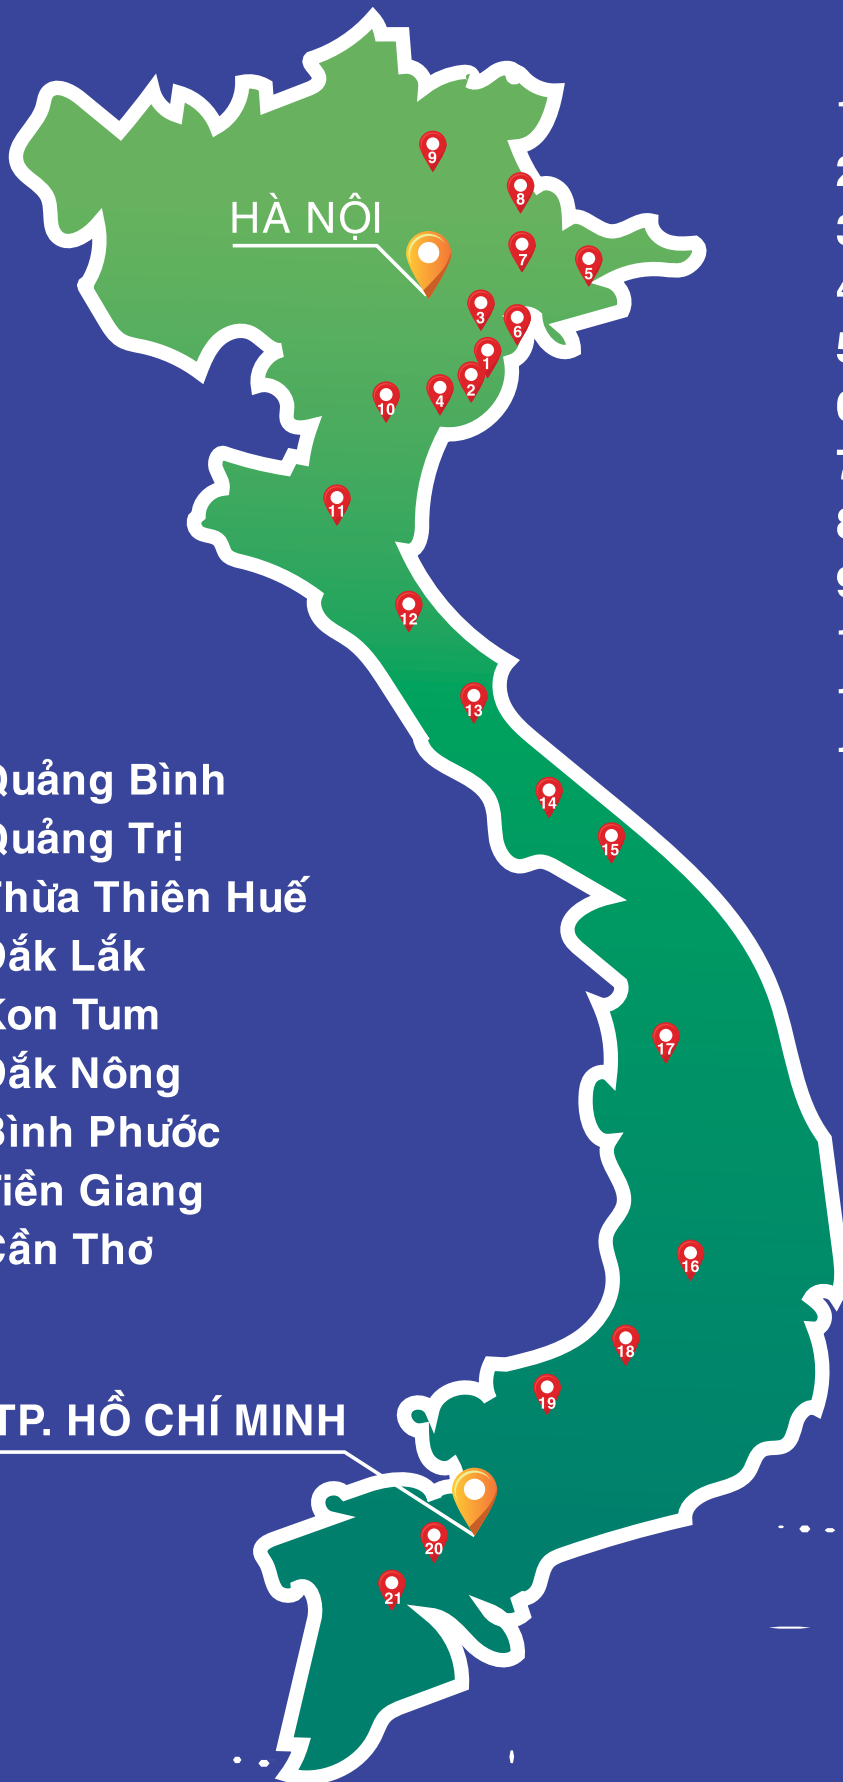 9
8
HÀ NỘI
7
5
3
6
1
2
4
10
11
12
13
Quảng Bình
14
Quảng Trị
15
Thừa Thiên Huế
Đắk Lắk
Kon Tum
17
Đắk Nông
Bình Phước
Tiền Giang
Cần Thơ
16
18
19
TP. HỒ CHÍ MINH
20
21